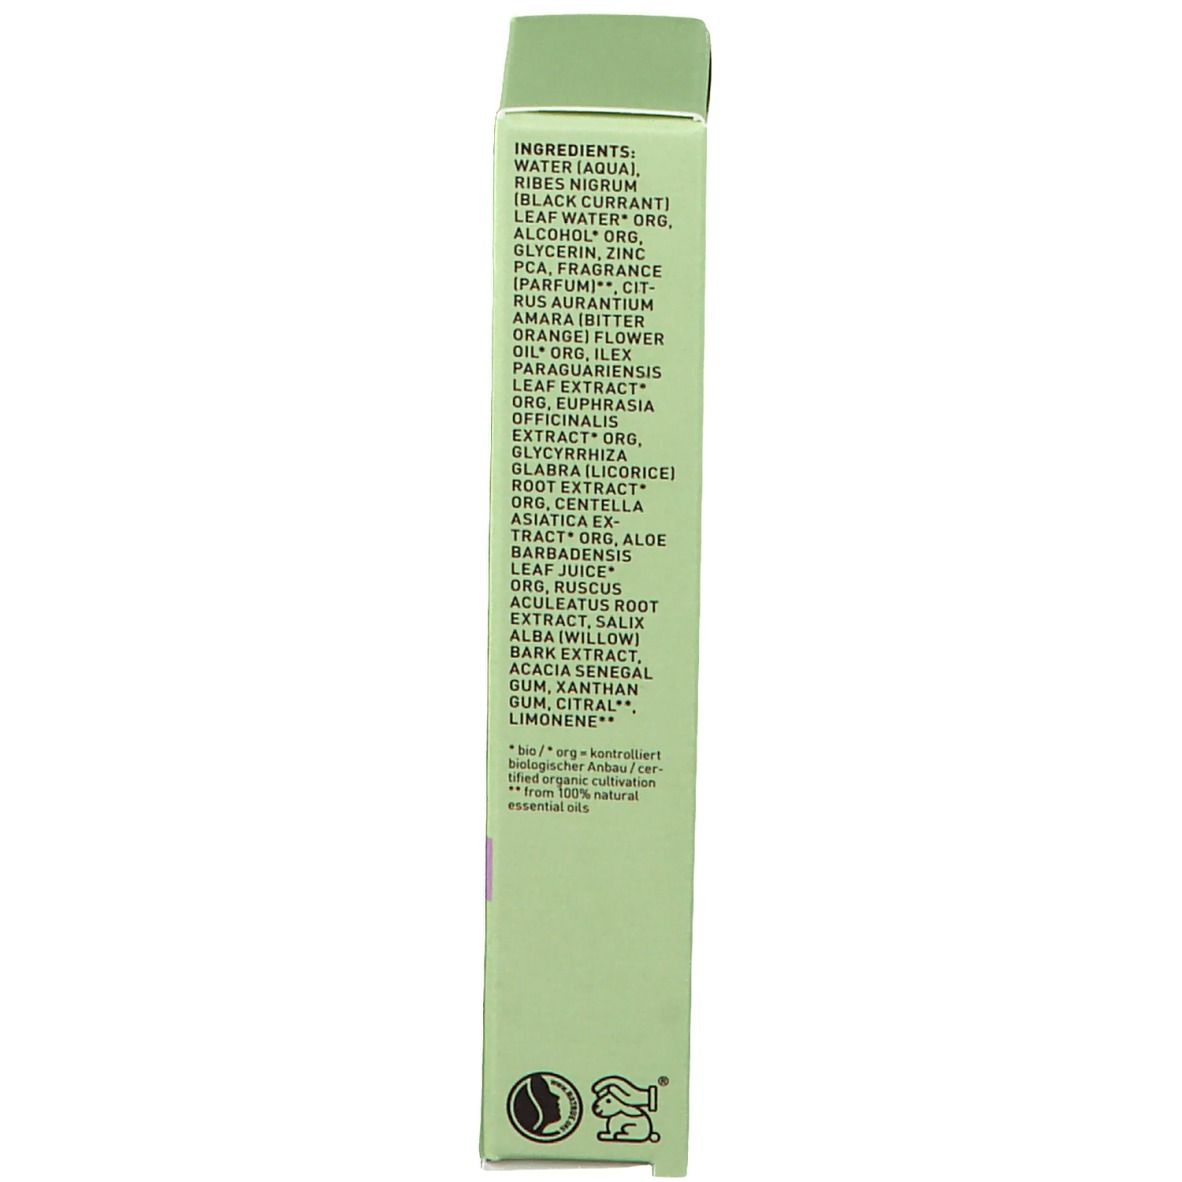 INGREDIENTS:
WATER (AQUA),
RIBES NIGRUM
(BLACK CURRANT)
LEAF WATER* ORG,
ALCOHOL* ORG,
GLYCERIN, ZINC
PCA, FRAGRANCE
(PARFUM)**, CIT-
RUS AURANTIUM
AMARA (BITTER
ORANGE) FLOWER
OIL* ORG, ILEX
PARAGUARIENSIS
LEAF EXTRACT*
ORG, EUPHRASIA
OFFICINALIS
EXTRACT* ORG,
GLYCYRRHIZA
GLABRA (LICORICE)
ROOT EXTRACT*
ORG, CENTELLA
ASIATICA EX-
TRACT* ORG, ALOE
BARBADENSIS
LEAF JUICE*
ORG, RUSCUS
ACULEATUS ROOT
EXTRACT, SALIX
ALBA (WILLOW)
BARK EXTRACT,
ACACIA SENEGAL
GUM, XANTHAN
GUM, CITRAL**,
LIMONENE**
* bio / * org = kontrolliert
biologischer Anbau / cer-
tified organic cultivation
** from 100% natural
essential oils
WWW.NATRUE.ORG
®